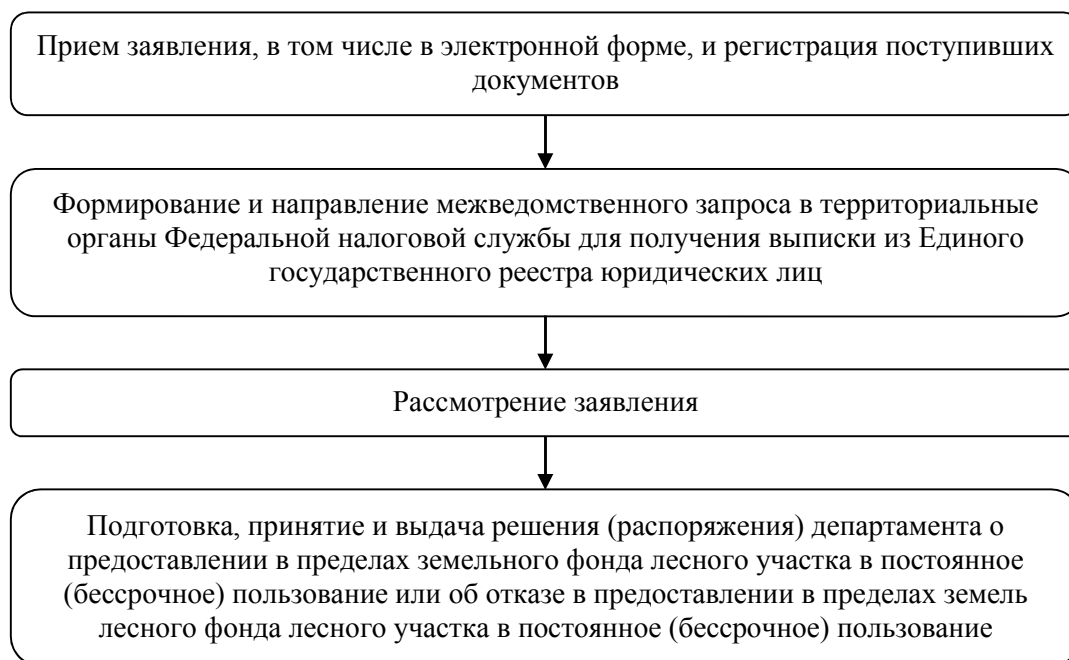 Прием заявления, в том числе в электронной форме, и регистрация поступивших
документов
Формирование и направление межведомственного запроса в территориальные
органы Федеральной налоговой службы для получения выписки из Единого
государственного реестра юридических лиц
Рассмотрение заявления
Подготовка, принятие и выдача решения (распоряжения) департамента о
предоставлении в пределах земельного фонда лесного участка в постоянное
(бессрочное) пользование или об отказе в предоставлении в пределах земель
лесного фонда лесного участка в постоянное (бессрочное) пользование